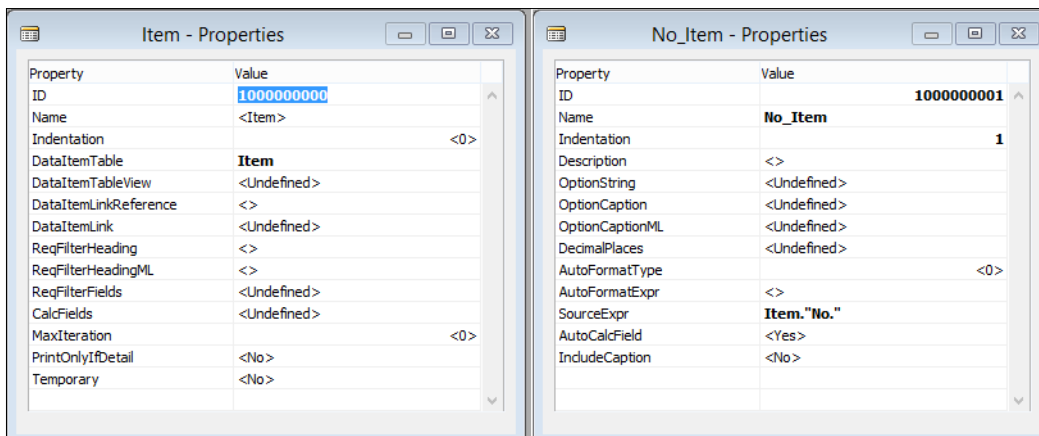 Item - Properties
Property Value
ID 1000000000
Name <Item>
Indentation <0>
DataItemTable Item
DataItemTableView <Undefined>
DataItemLinkReference <>
DataItemLink <Undefined>
ReqFilterHeading <>
ReqFilterHeadingML <>
ReqFilterFields <Undefined>
CalcFields <Undefined>
MaxIteration <0>
PrintOnlyIfDetail <No>
Temporary <No>
No_Item - Properties
Property Value
ID 1000000001
Name No_Item
Indentation 1
Description <>
OptionString <Undefined>
OptionCaption <Undefined>
OptionCaptionML <Undefined>
DecimalPlaces <Undefined>
AutoFormatType <0>
AutoFormatExpr <>
SourceExpr Item."No."
AutoCalcField <Yes>
IncludeCaption <No>